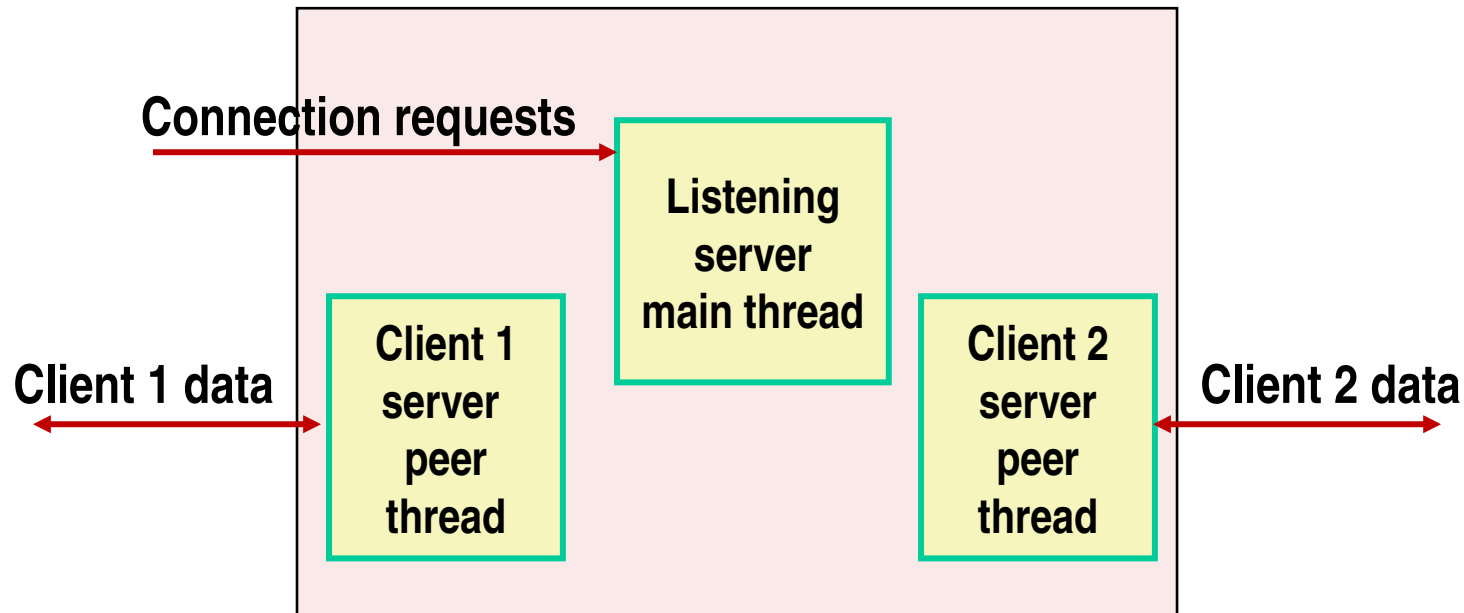 Connection requests
Listening
server
main thread
Client 1
server
peer
thread
Client 2
server
peer
thread
Client 1 data
Client 2 data